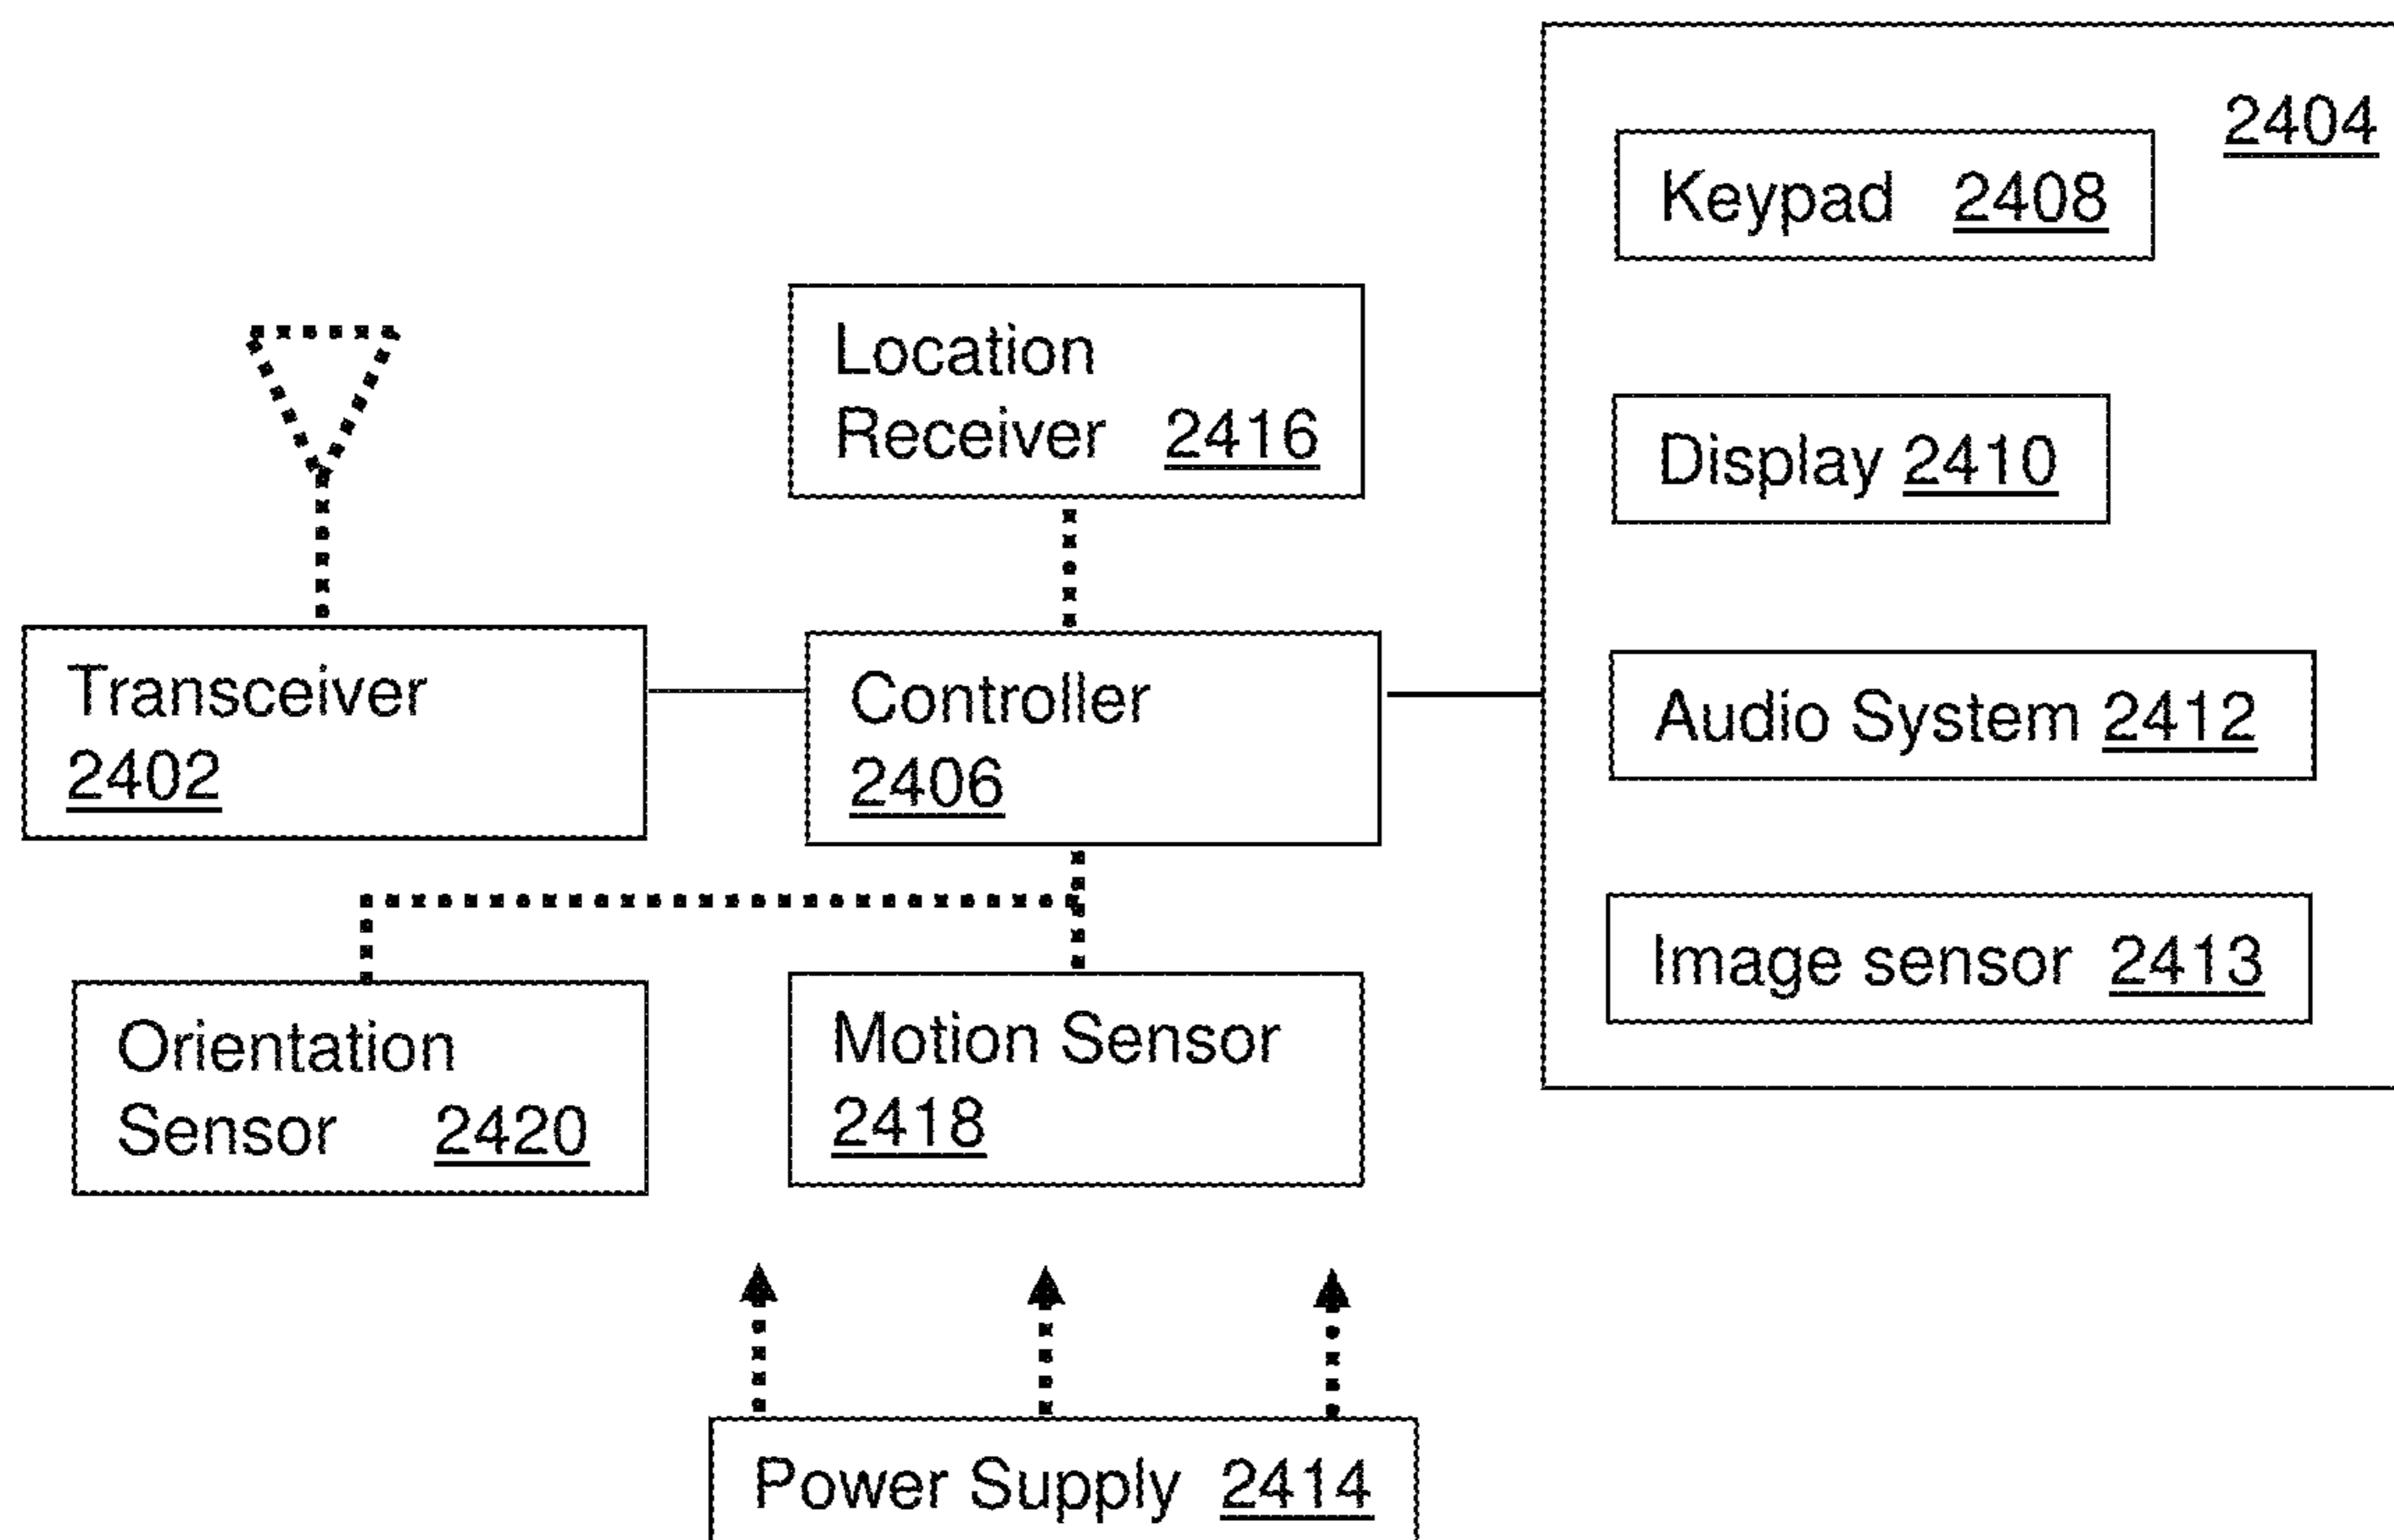 2404
Keypad 2408
Location
Receiver 2416
Display 2410
Transceiver
2402
Controller
2406
Audio System 2412
Image sensor 2413
Orientation
Sensor 2420
Motion Sensor
2418
Power Supply 2414